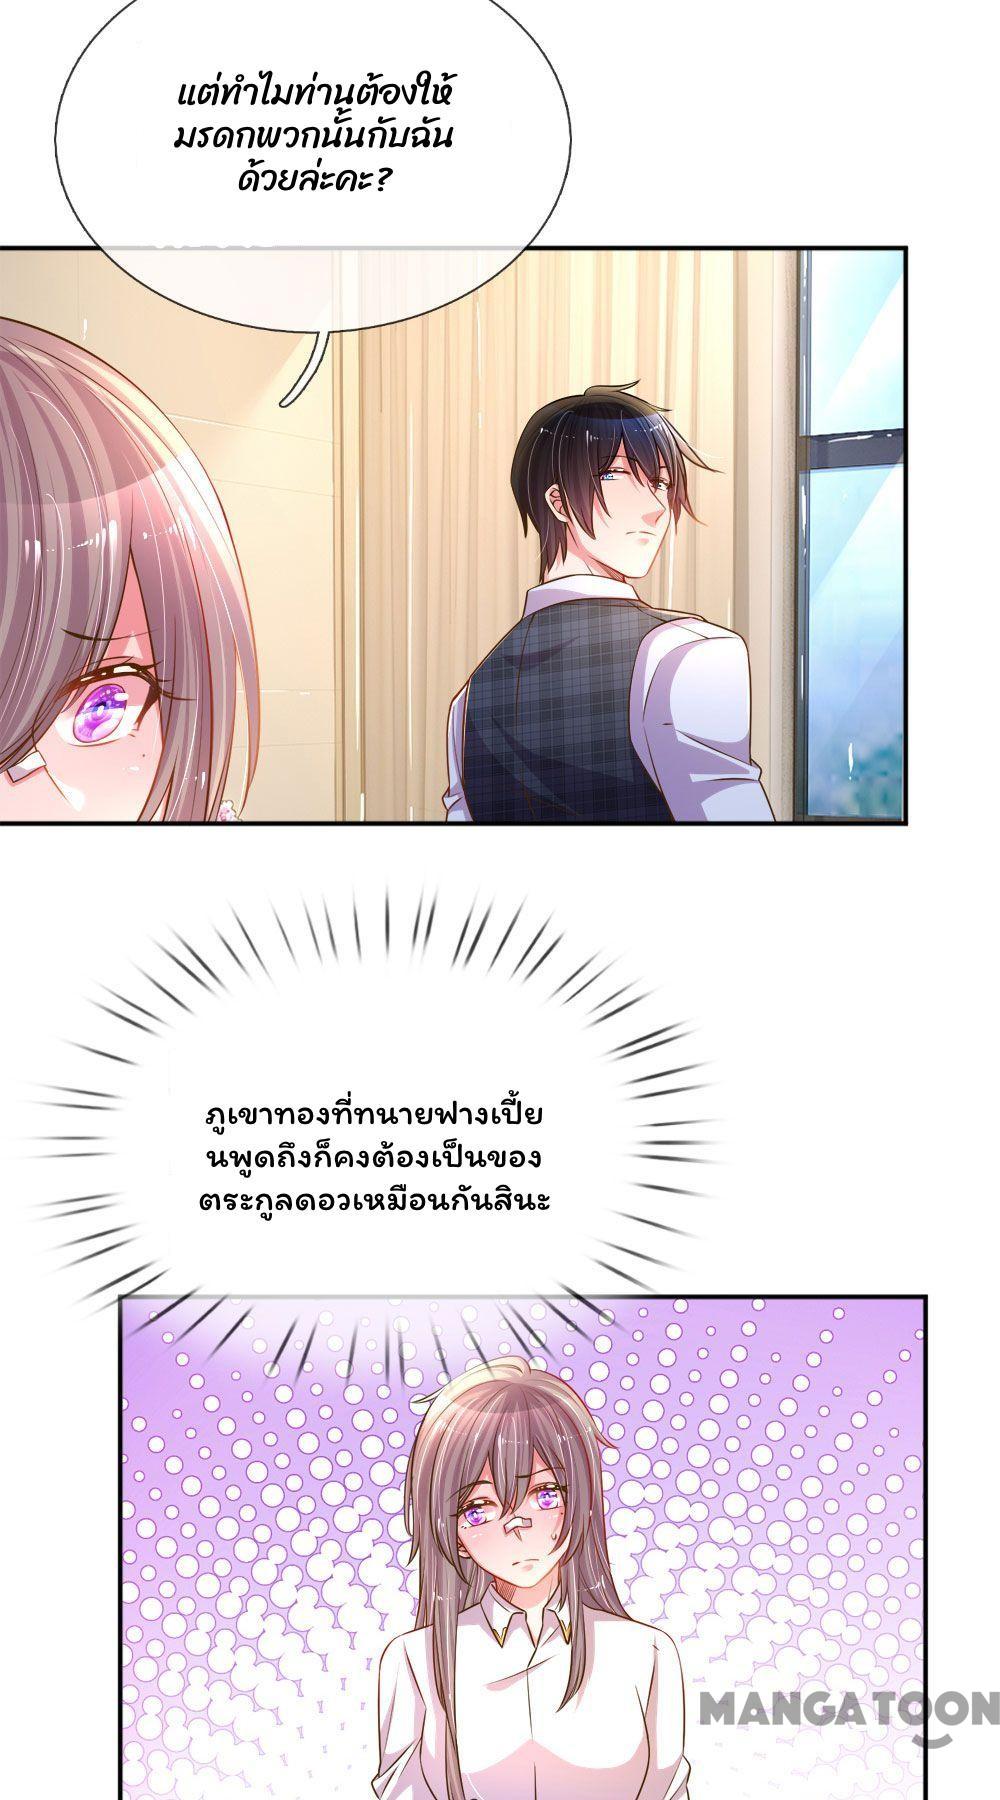 แต่ทำไมท่านต้องให้
มรดกพวกนั้นกับฉัน
ด้วยล่ะคะ?
ภูเขาทองที่ทนายฟางเปี้ย
นพูดถึงก็คงต้องเป็นของ
ตระกูลดอวเหมือนกันสินะ
MANGATOON